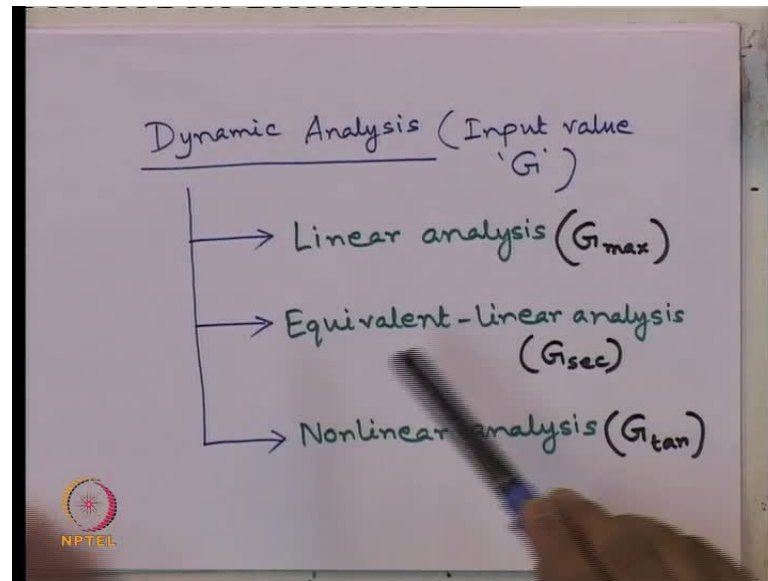 Dynamic Analysis (Input value
'G')
Linear analysis (Gmax)
Equivalent-linear analysis
(Gsec)
Nonlinear analysis (Gtan)
NPTEL